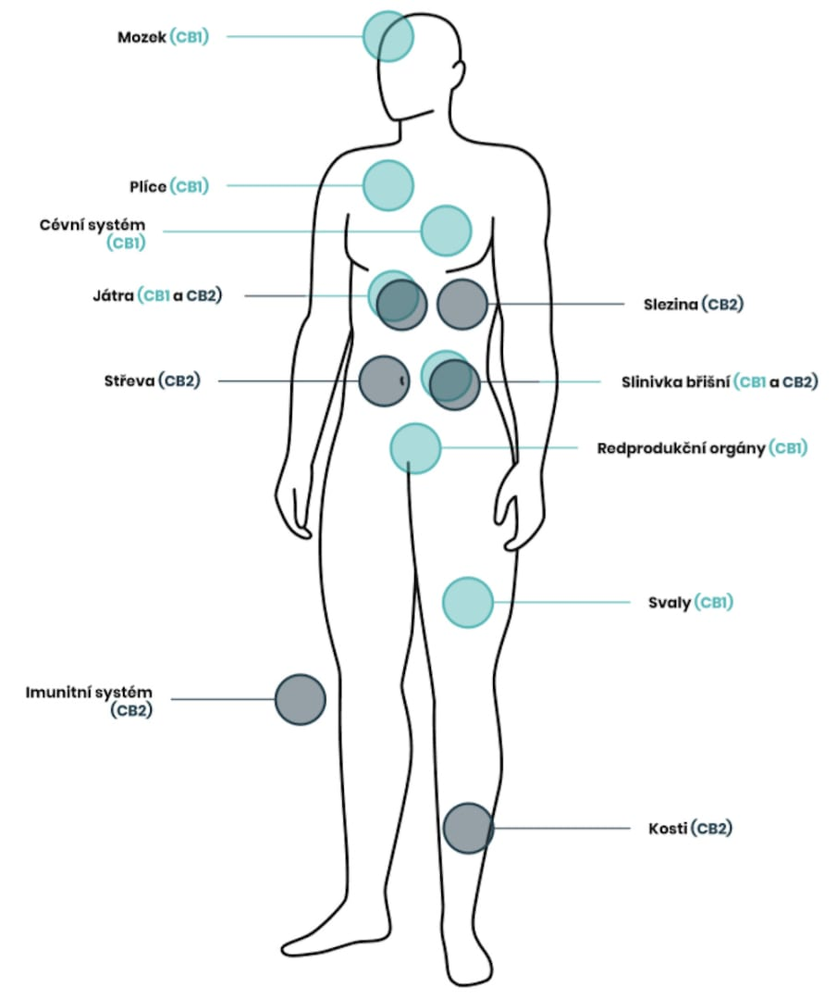 Mozek (CB1)
Plíce (CB1)
Cévní systém
(CB1)
Játra (CB1 a CB2)
Slezina (CB2)
Střeva (CB2)
Slinivka břišní (CB1 a CB2)
Redprodukční orgány (CB1)
Svaly (CB1)
Imunitní systém
(CB2)
Kosti (CB2)